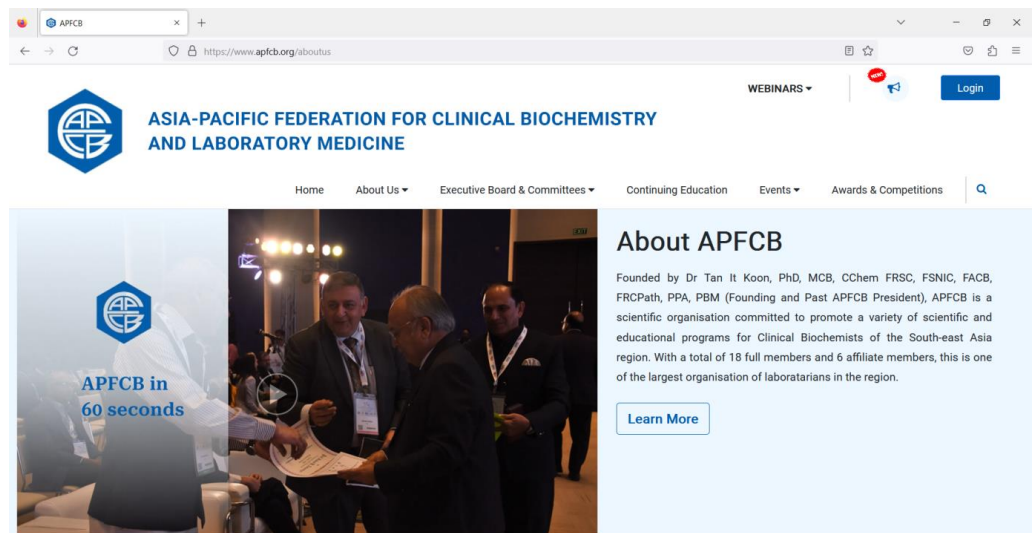 APFCB
https://www.apfcb.org/aboutus
WEBINARS
NEW!
Login
APCB
ASIA-PACIFIC FEDERATION FOR CLINICAL BIOCHEMISTRY
AND LABORATORY MEDICINE
Home About Us Executive Board & Committees Continuing Education Events Awards & Competitions
EXIT
APCB
APFCB in
60 seconds
About APFCB
Founded by Dr Tan It Koon, PhD, MCB, CChem FRSC, FSNIC, FACB,
FRCPath, PPA, PBM (Founding and Past APFCB President), APFCB is a
scientific organisation committed to promote a variety of scientific and
educational programs for Clinical Biochemists of the South-east Asia
region. With a total of 18 full members and 6 affiliate members, this is one
of the largest organisation of laboratarians in the region.
Learn More